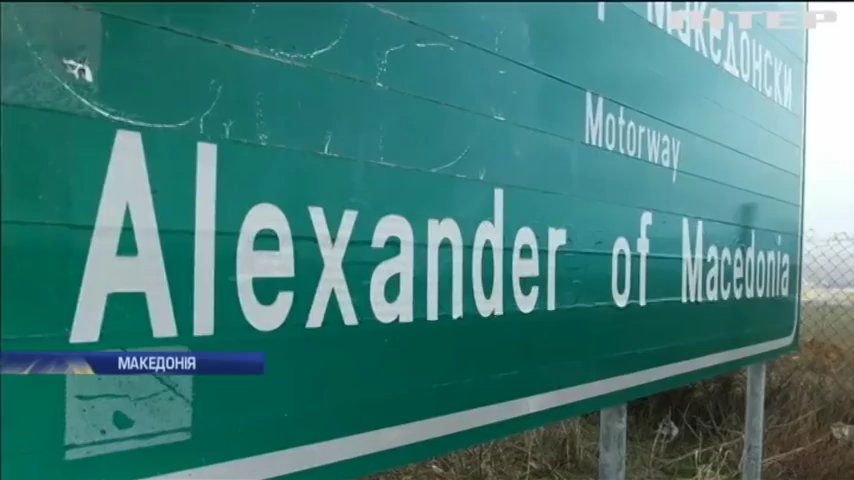 ІНТЕР
Македонски
Motorway
Alexander of Macedonia
МАКЕДОНІЯ